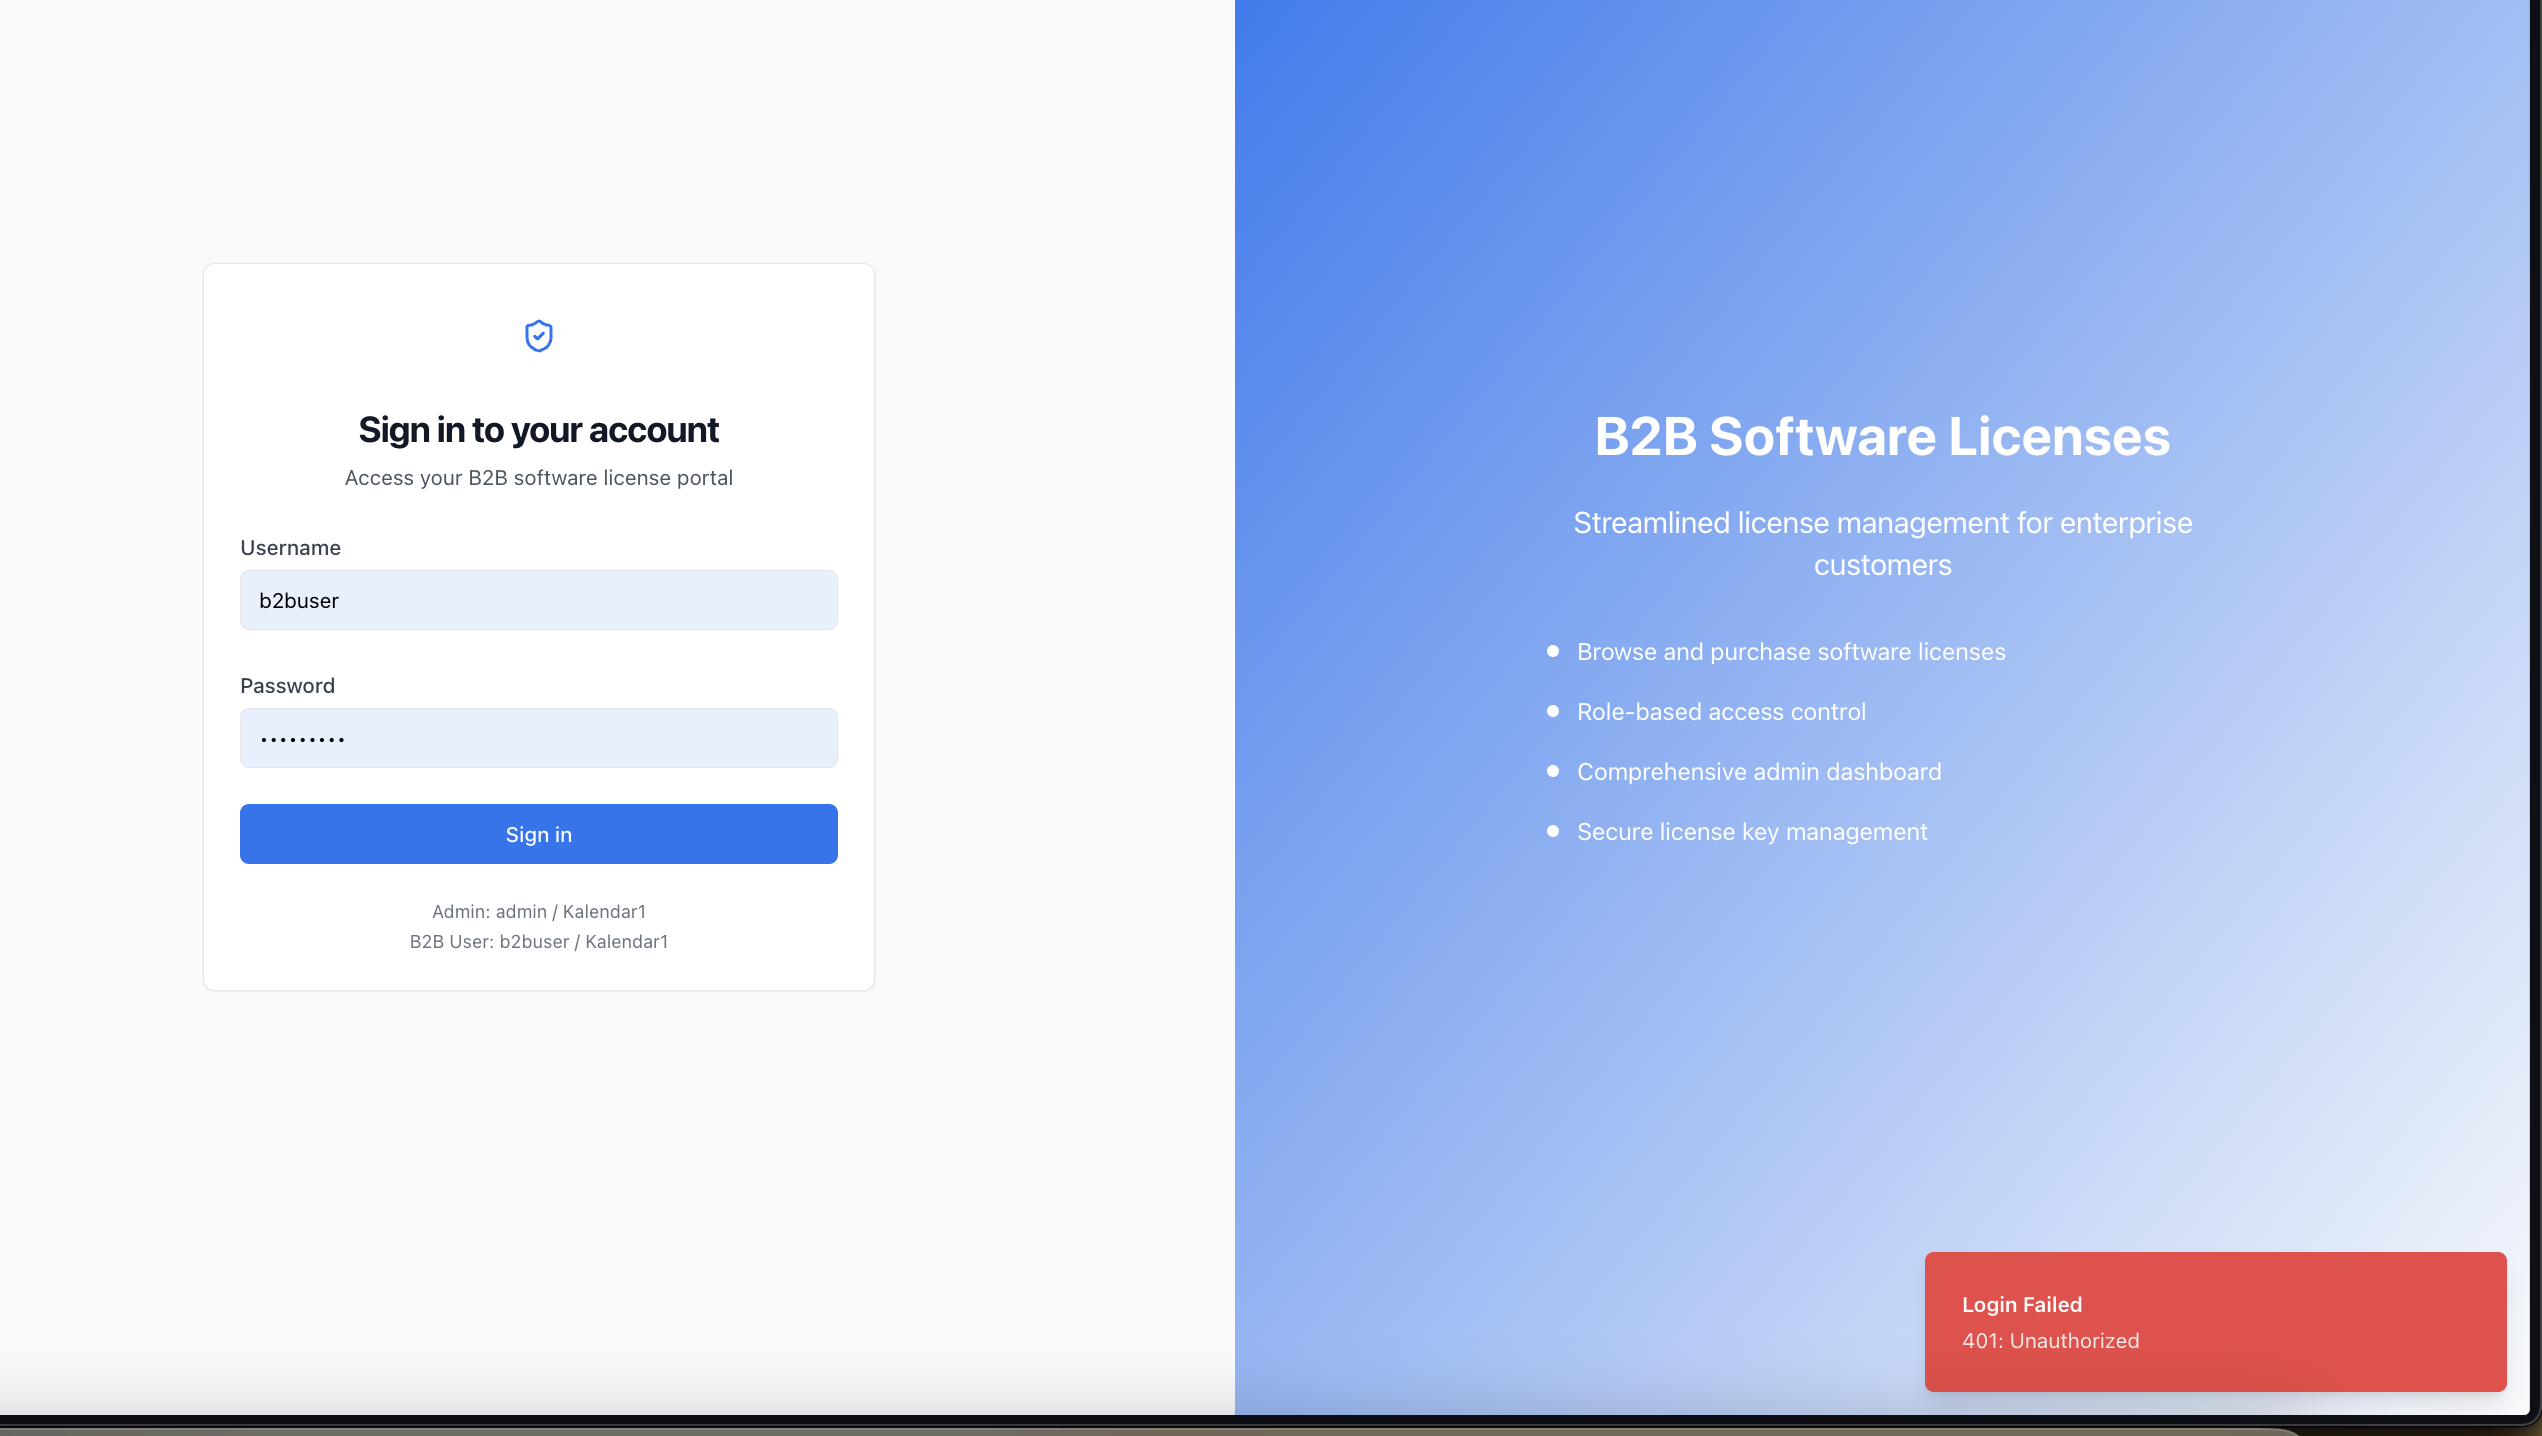 Sign in to your account
Access your B2B software license portal
Username
b2buser
Password
•••••••••
Sign in
Admin: admin / Kalendar1
B2B User: b2buser / Kalendar1
B2B Software Licenses
Streamlined license management for enterprise
customers
Browse and purchase software licenses
Role-based access control
Comprehensive admin dashboard
Secure license key management
Login Failed
401: Unauthorized